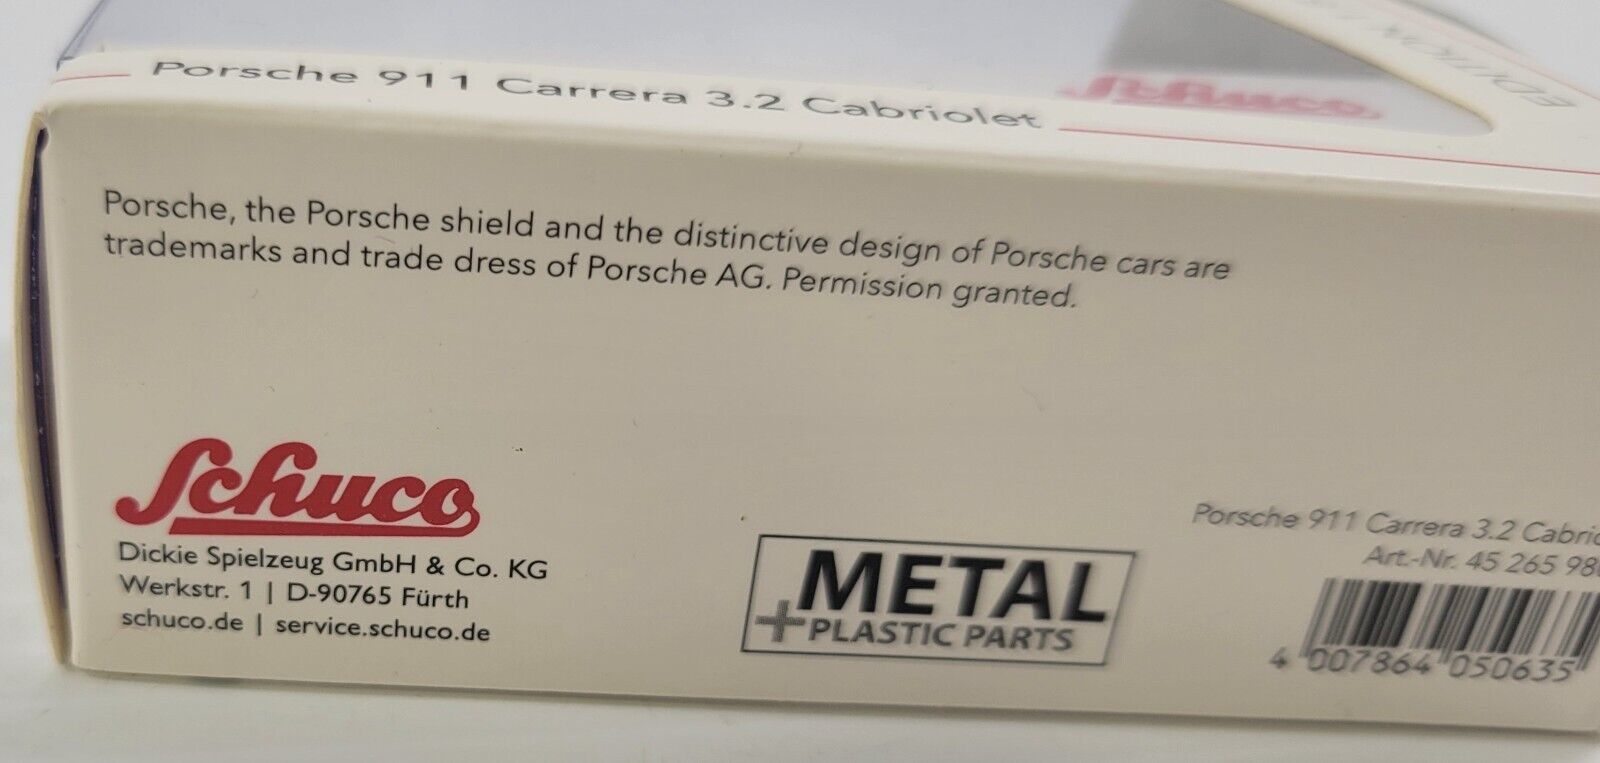 Porsche 911 Carrera 3.2 Cabriolet
Schuco
EDITION
Porsche, the Porsche shield and the distinctive design of Porsche cars are
trademarks and trade dress of Porsche AG. Permission granted.
Schuco
Dickie Spielzeug GmbH & Co. KG
Werkstr. 1 | D-90765 Fürth
schuco.de | service.schuco.de
METAL
+PLASTIC PARTS
Porsche 911 Carrera 3.2
Art.-Nr. 45 265
4 007864 050635